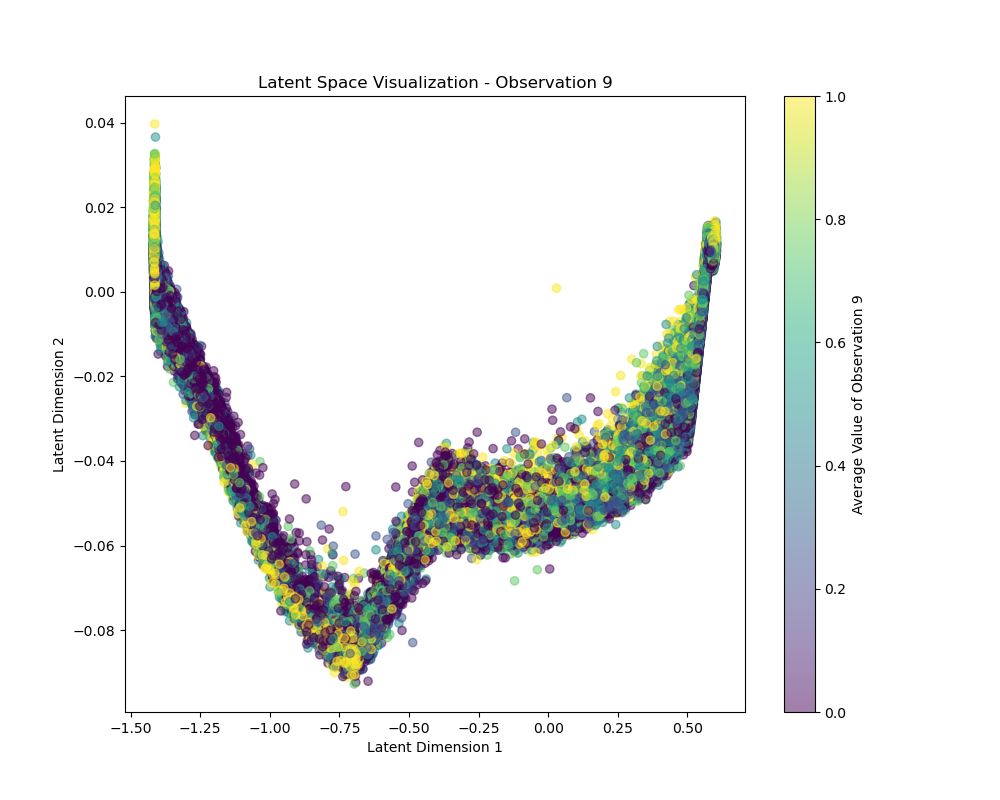 Latent Space Visualization - Observation 9
0.04
0.02
0.00
−0.02
−0.04
−0.06
−0.08
Latent Dimension 2
−1.50 −1.25 −1.00 −0.75 −0.50 −0.25 0.00 0.25 0.50
Latent Dimension 1
1.0
0.8
0.6
0.4
0.2
0.0
Average Value of Observation 9